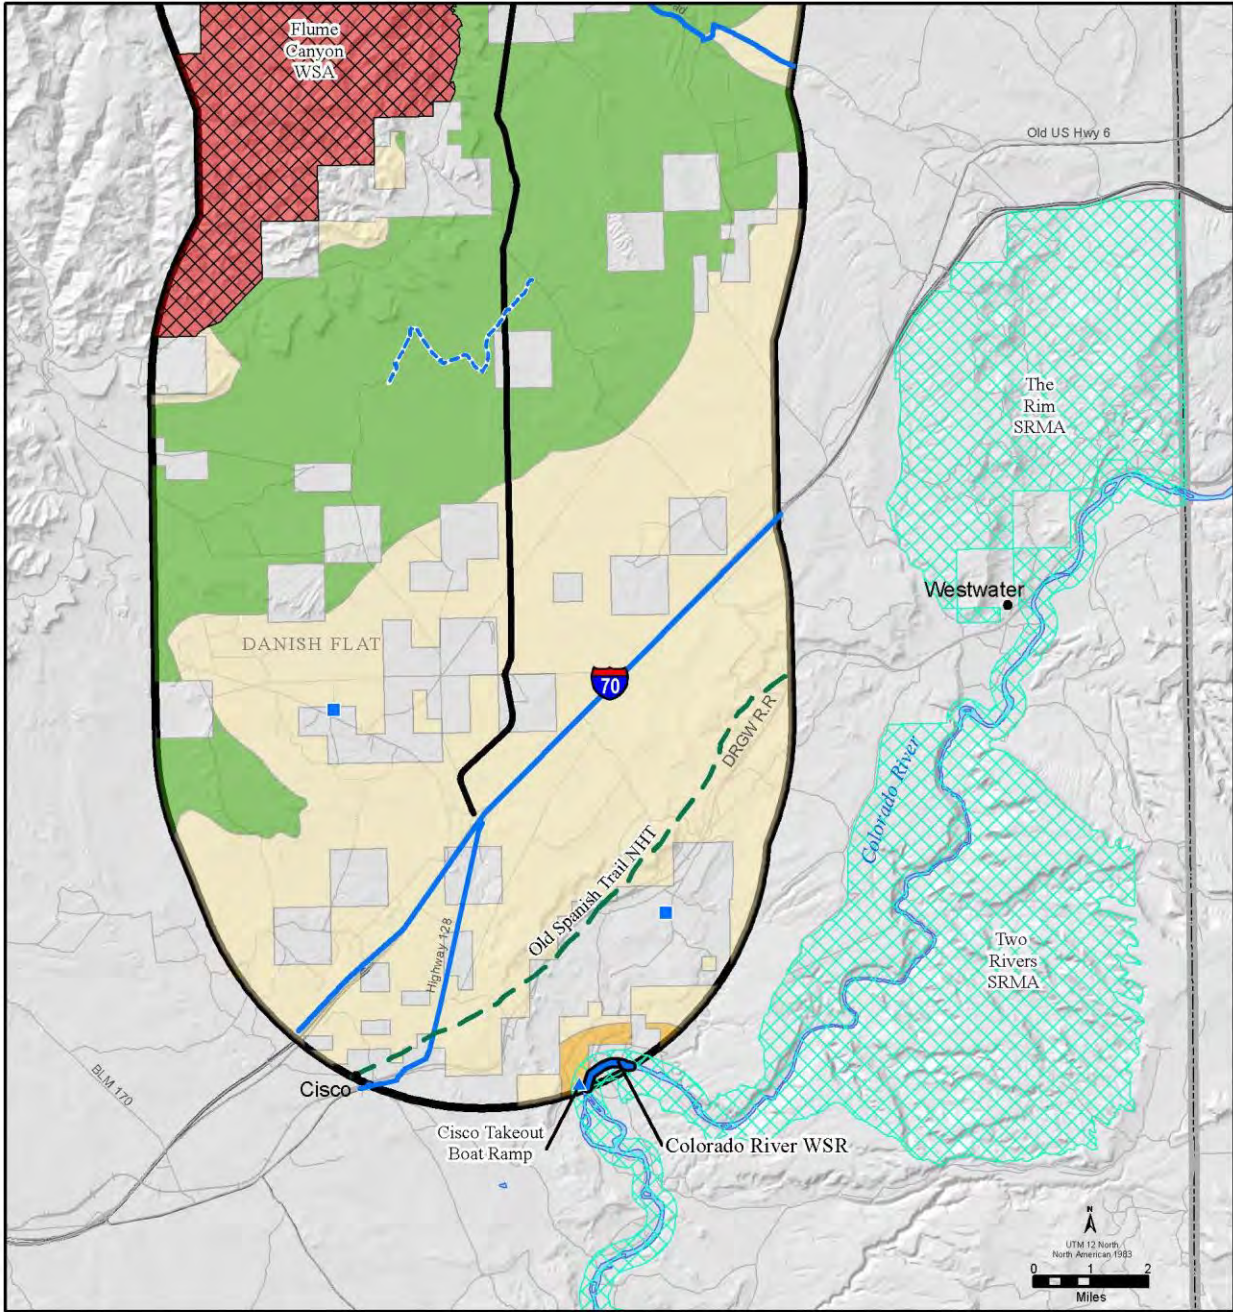 Flume
Canyon
WSA
Old US Hwy 6
The
Rim
SRMA
Westwater
DANISH FLAT
70
DRGW R.R
Colorado River
Old Spanish Trail NHT
Highway 128
Two
Rivers
SRMA
BLM 170
Cisco
Cisco Takeout
Boat Ramp
Colorado River WSR
N
UTM 12 North
North American 1983
0 1 2
Miles